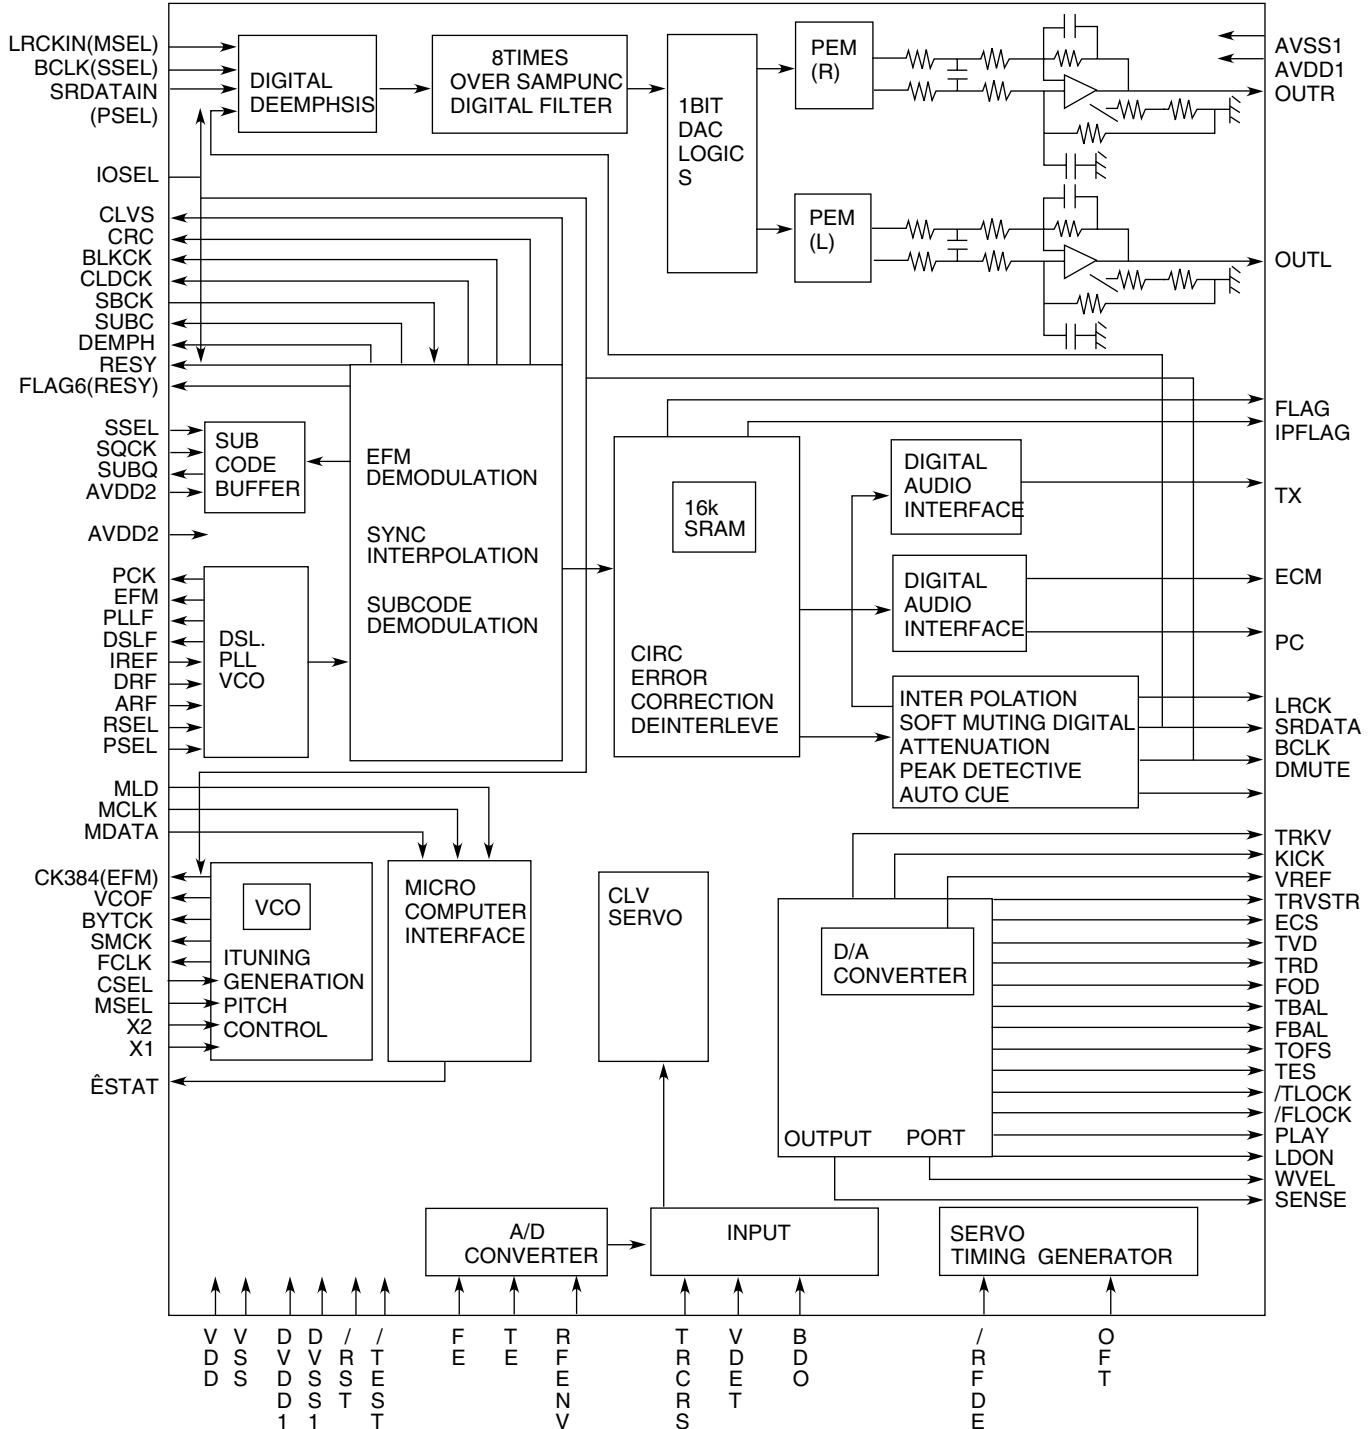 LRCKIN(MSEL)
BCLK(SSEL)
SRDATAIN
(PSEL)
IOSEL
CLVS
CRC
BLKCK
CLDCK
SBCK
SUBC
DEMPH
RESY
FLAG6(RESY)
SSEL
SQCK
SUBQ
AVDD2
AVDD2
PCK
EFM
PLLF
DSLF
IREF
DRF
ARF
RSEL
PSEL
MLD
MCLK
MDATA
CK384(EFM)
VCOF
BYTCK
SMCK
FCLK
CSEL
MSEL
X2
X1
ÊSTAT
DIGITAL
DEEMPHSIS
8TIMES
OVER SAMPUNC
DIGITAL FILTER
1BIT
DAC
LOGIC
S
PEM
(R)
PEM
(L)
AVSS1
AVDD1
OUTR
OUTL
SUB
CODE
BUFFER
EFM
DEMODULATION
SYNC
INTERPOLATION
SUBCODE
DEMODULATION
DSL.
PLL
VCO
16k
SRAM
CIRC
ERROR
CORRECTION
DEINTERLEVE
DIGITAL
AUDIO
INTERFACE
DIGITAL
AUDIO
INTERFACE
INTER POLATION
SOFT MUTING DIGITAL
ATTENUATION
PEAK DETECTIVE
AUTO CUE
FLAG
IPFLAG
TX
ECM
PC
LRCK
SRDATA
BCLK
DMUTE
VCO
ITUNING
GENERATION
PITCH
CONTROL
MICRO
COMPUTER
INTERFACE
CLV
SERVO
D/A
CONVERTER
OUTPUT PORT
TRKV
KICK
VREF
TRVSTR
ECS
TVD
TRD
FOD
TBAL
FBAL
TOFS
TES
/TLOCK
/FLOCK
PLAY
LDON
WVEL
SENSE
A/D
CONVERTER
INPUT
SERVO
TIMING GENERATOR
VDD
VSS
DVDD1
DVSS1
/RST
/TEST
FE
TE
RFENV
TRCRS
VDET
BDO
/RFDE
OFT